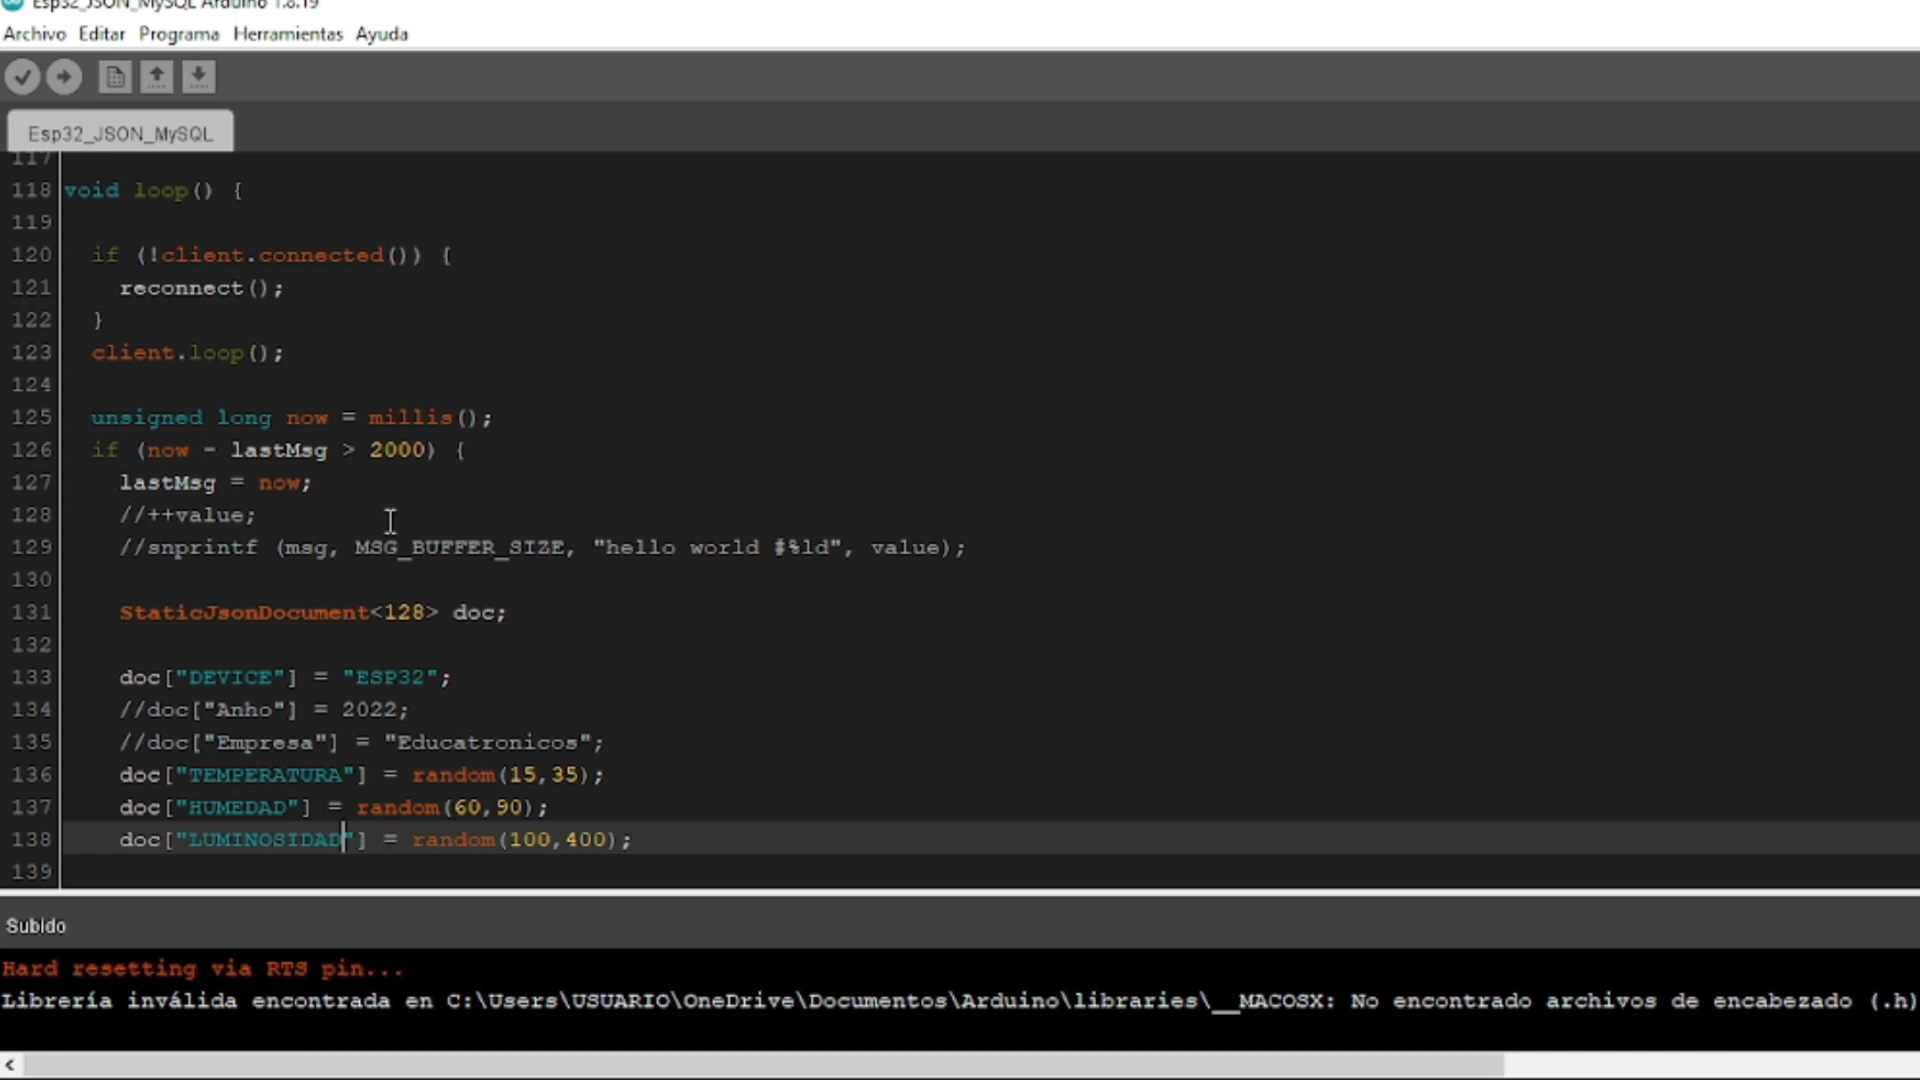 Esp32_JSON_MySQL Arduino 1.8.19
Archivo Editar Programa Herramientas Ayuda
Esp32_JSON_MySQL
117
118 void loop() {
119
120 if (!client.connected()) {
121 reconnect();
122 }
123 client.loop();
124
125 unsigned long now = millis();
126 if (now - lastMsg > 2000) {
127 lastMsg = now;
128 //++value;
129 //snprintf (msg, MSG_BUFFER_SIZE, "hello world #%ld", value);
130
131 StaticJsonDocument<128> doc;
132
133 doc["DEVICE"] = "ESP32";
134 //doc["Anho"] = 2022;
135 //doc["Empresa"] = "Educatronicos";
136 doc["TEMPERATURA"] = random(15,35);
137 doc["HUMEDAD"] = random(60,90);
138 doc["LUMINOSIDAD"] = random(100,400);
139
Subido
Hard resetting via RTS pin...
Librería inválida encontrada en C:\Users\USUARIO\OneDrive\Documentos\Arduino\libraries\__MACOSX: No encontrado archivos de encabezado (.h)